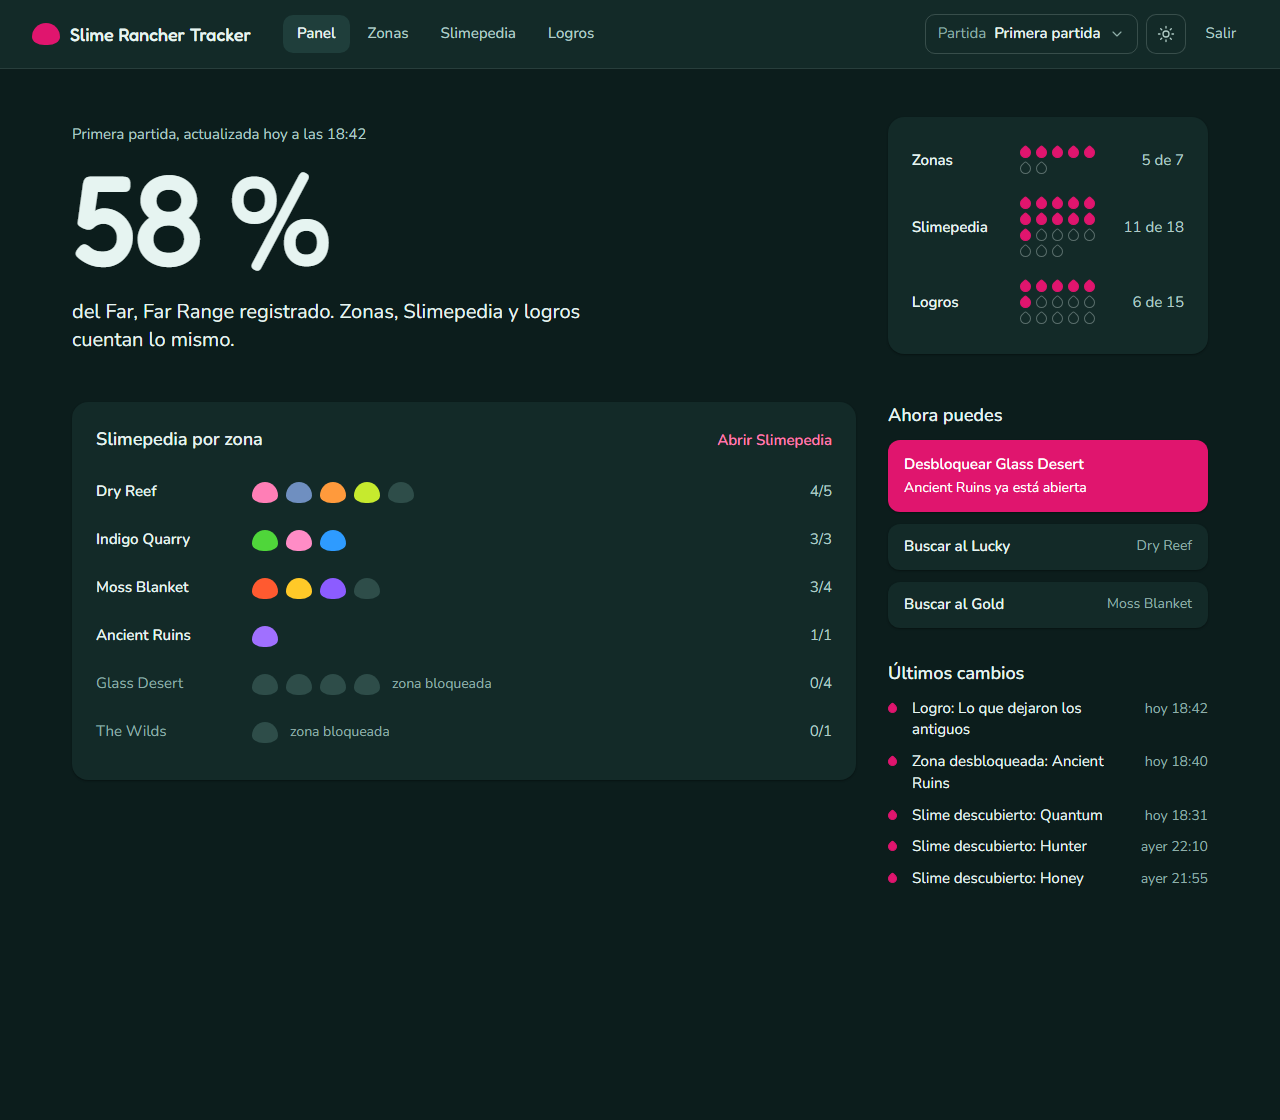 Slime Rancher Tracker
Panel
Zonas
Slimepedia
Logros
Partida Primera partida
Salir
Primera partida, actualizada hoy a las 18:42
58 %
del Far, Far Range registrado. Zonas, Slimepedia y logros
cuentan lo mismo.
Zonas 5 de 7
Slimepedia 11 de 18
Logros 6 de 15
Slimepedia por zona
Abrir Slimepedia
Dry Reef 4/5
Indigo Quarry 3/3
Moss Blanket 3/4
Ancient Ruins 1/1
Glass Desert zona bloqueada 0/4
The Wilds zona bloqueada 0/1
Ahora puedes
Desbloquear Glass Desert
Ancient Ruins ya está abierta
Buscar al Lucky Dry Reef
Buscar al Gold Moss Blanket
Últimos cambios
Logro: Lo que dejaron los hoy 18:42
antiguos
Zona desbloqueada: Ancient hoy 18:40
Ruins
Slime descubierto: Quantum hoy 18:31
Slime descubierto: Hunter ayer 22:10
Slime descubierto: Honey ayer 21:55